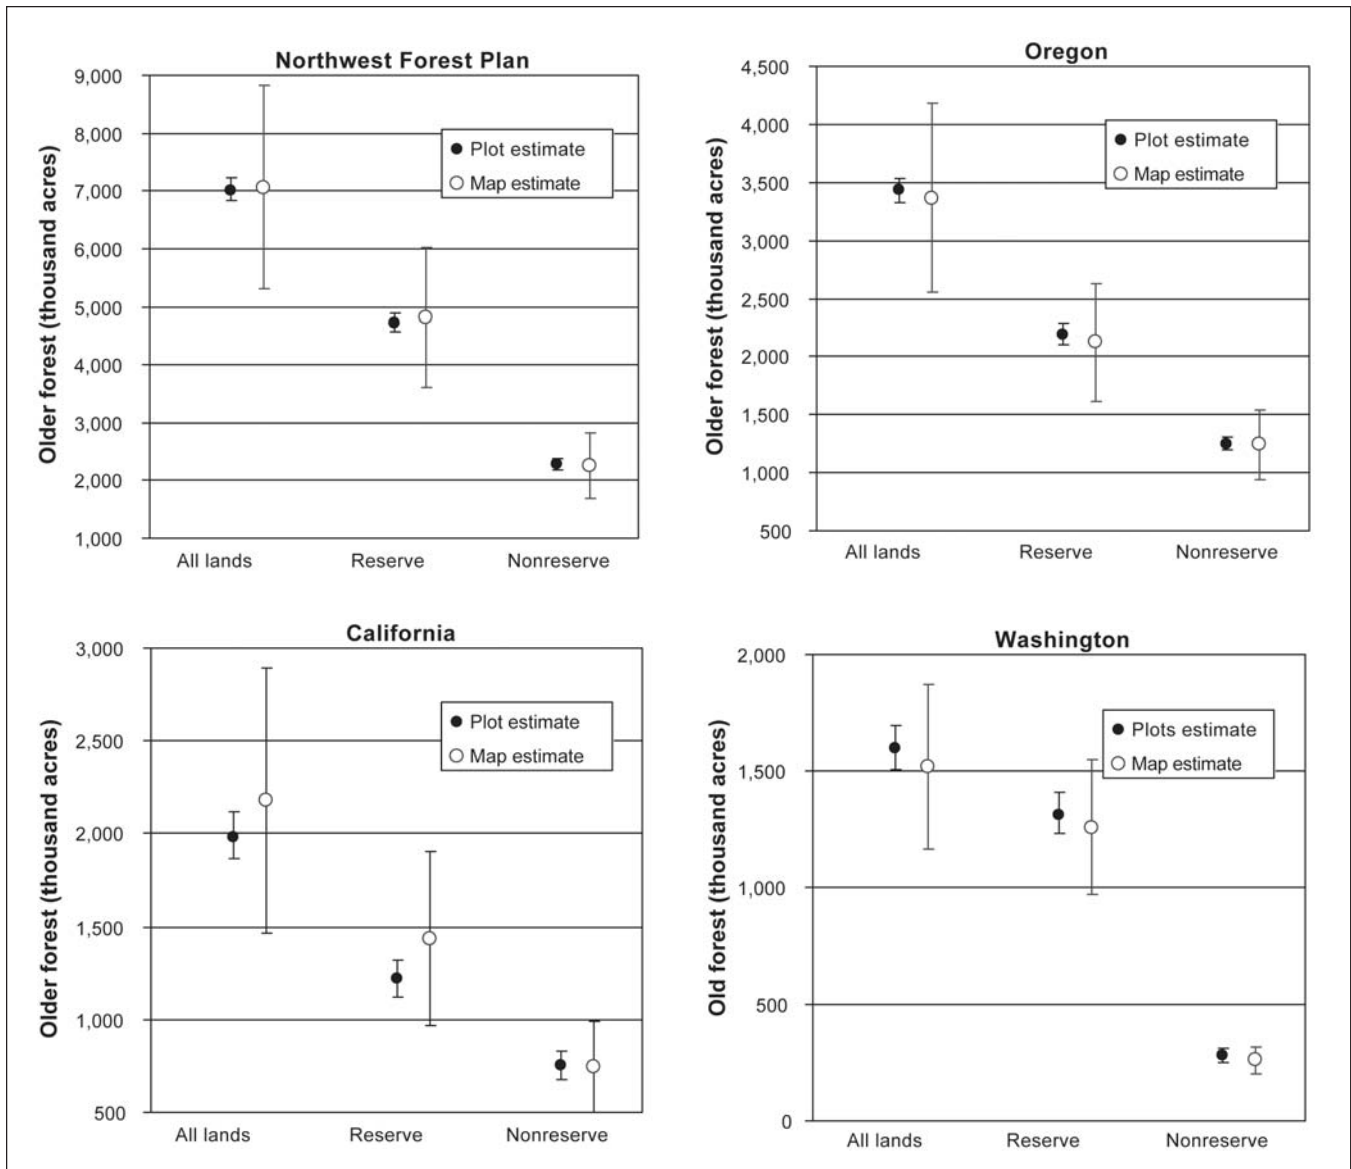 Northwest Forest Plan
9,000
8,000
7,000
6,000
5,000
4,000
3,000
2,000
1,000
Older forest (thousand acres)
Plot estimate
Map estimate
All lands
Reserve
Nonreserve
Oregon
4,500
4,000
3,500
3,000
2,500
2,000
1,500
1,000
500
Older forest (thousand acres)
Plot estimate
Map estimate
All lands
Reserve
Nonreserve
California
3,000
2,500
2,000
1,500
1,000
500
Older forest (thousand acres)
Plot estimate
Map estimate
All lands
Reserve
Nonreserve
Washington
2,000
1,500
1,000
500
0
Old forest (thousand acres)
Plots estimate
Map estimate
All lands
Reserve
Nonreserve